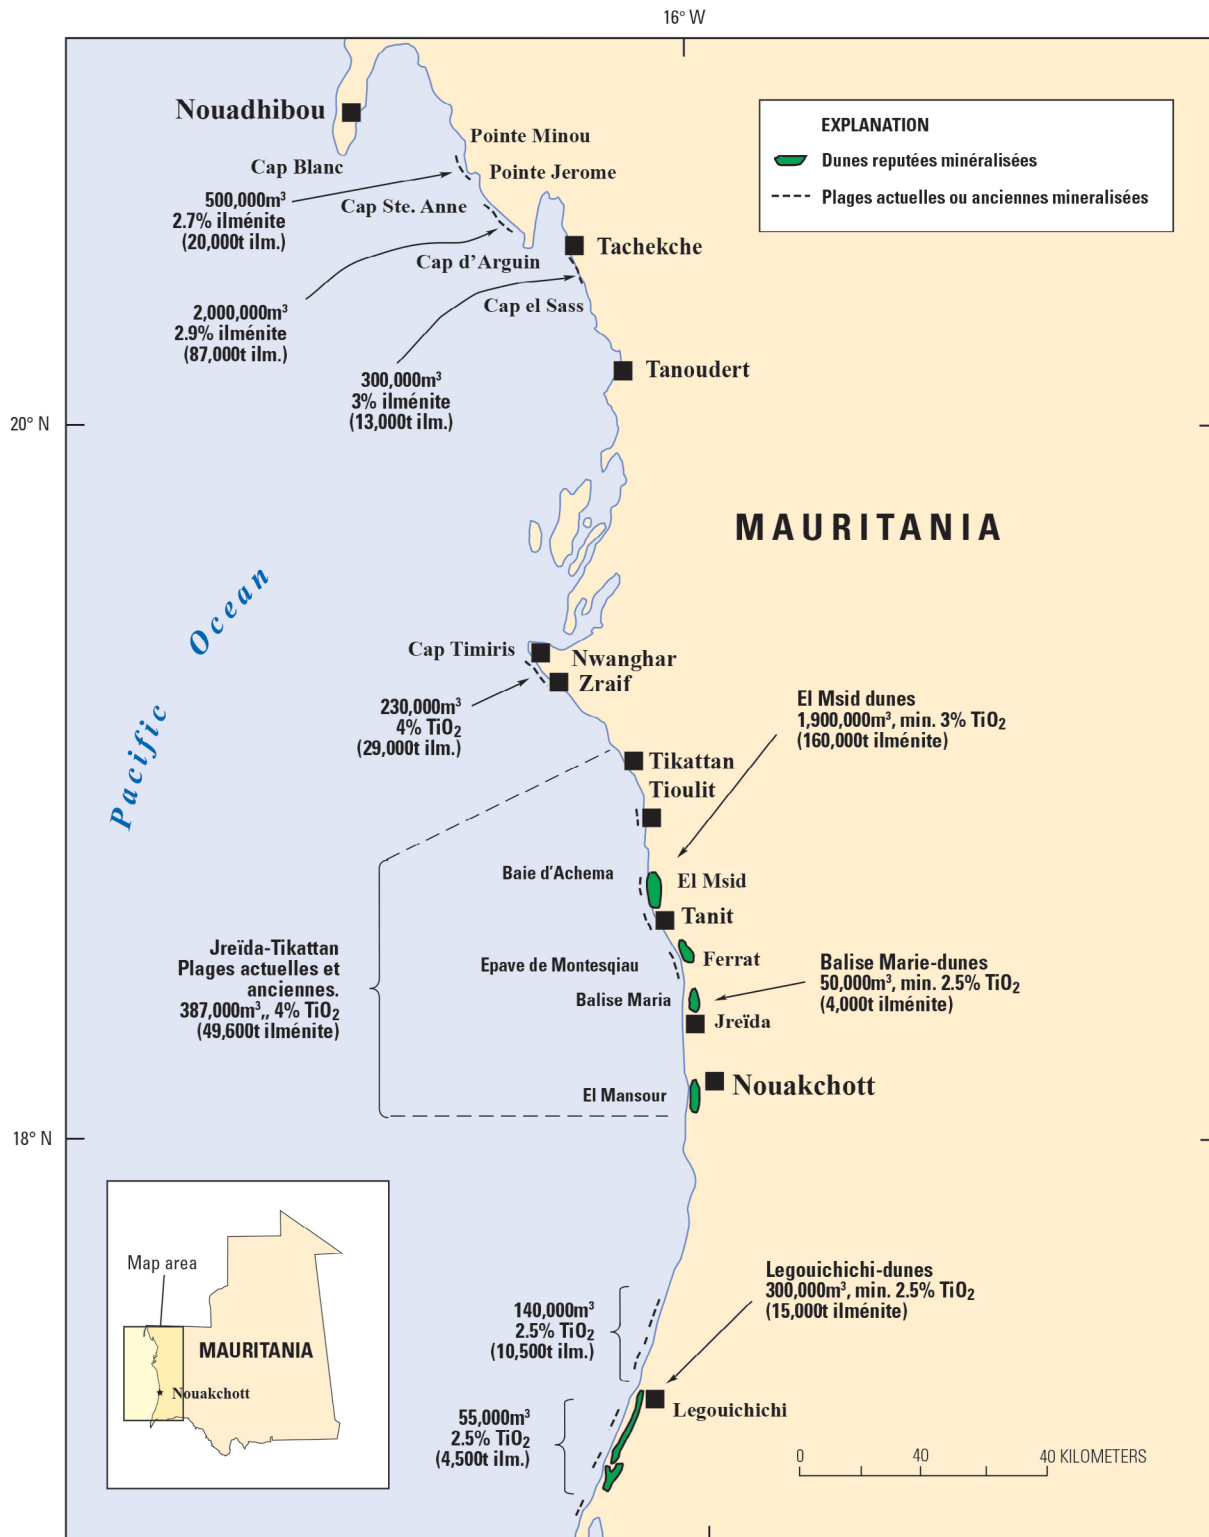 16° W
Nouadhibou
EXPLANATION
Dunes reputées minéralisées
Plages actuelles ou anciennes mineralisées
Pointe Minou
Cap Blanc
Pointe Jerome
500,000m³
2.7% ilménite
(20,000t ilm.)
Cap Ste. Anne
Tachekche
Cap d'Arguin
Cap el Sass
2,000,000m³
2.9% ilménite
(87,000t ilm.)
Tanoudert
300,000m³
3% ilménite
(13,000t ilm.)
20° N
MAURITANIA
Pacific Ocean
Cap Timiris
Nwanghar
Zraif
230,000m³
4% TiO₂
(29,000t ilm.)
El Msid dunes
1,900,000m³, min. 3% TiO₂
(160,000t ilménite)
Tikattan
Tioulit
Baie d'Achema
El Msid
Tanit
Jreïda-Tikattan
Plages actuelles et
anciennes.
387,000m³,, 4% TiO₂
(49,600t ilménite)
Ferrat
Epave de Montesqiau
Balise Maria
Balise Marie-dunes
50,000m³, min. 2.5% TiO₂
(4,000t ilménite)
Jreïda
Nouakchott
El Mansour
18° N
Map area
MAURITANIA
Nouakchott
Legouichichi-dunes
300,000m³, min. 2.5% TiO₂
(15,000t ilménite)
140,000m³
2.5% TiO₂
(10,500t ilm.)
Legouichichi
55,000m³
2.5% TiO₂
(4,500t ilm.)
0 40 40 KILOMETERS